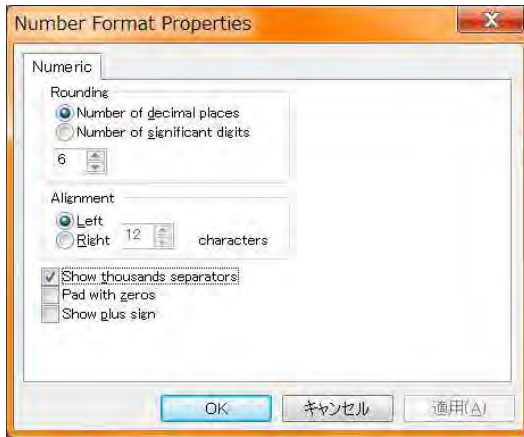 Number Format Properties
Numeric
Rounding
Number of decimal places
Number of significant digits
6
Alignment
Left
Right 12 characters
Show thousands separators
Pad with zeros
Show plus sign
OK キャンセル 適用(A)